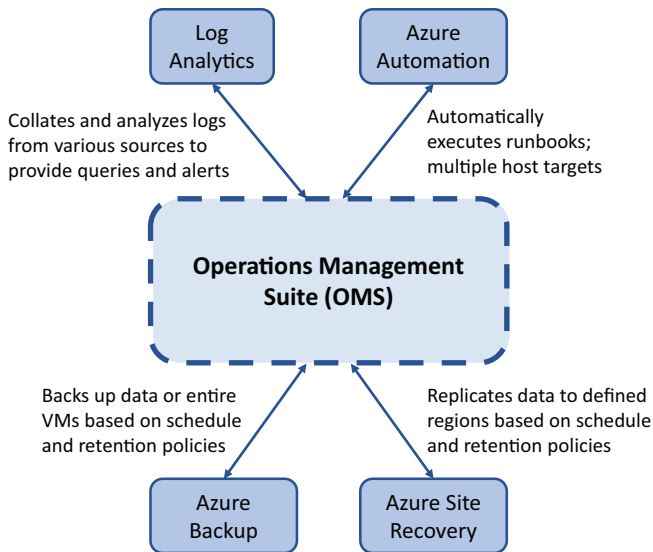 Log
Analytics
Azure
Automation
Collates and analyzes logs
from various sources to
provide queries and alerts
Automatically
executes runbooks;
multiple host targets
Operations Management
Suite (OMS)
Backs up data or entire
VMs based on schedule
and retention policies
Replicates data to defined
regions based on schedule
and retention policies
Azure
Backup
Azure Site
Recovery